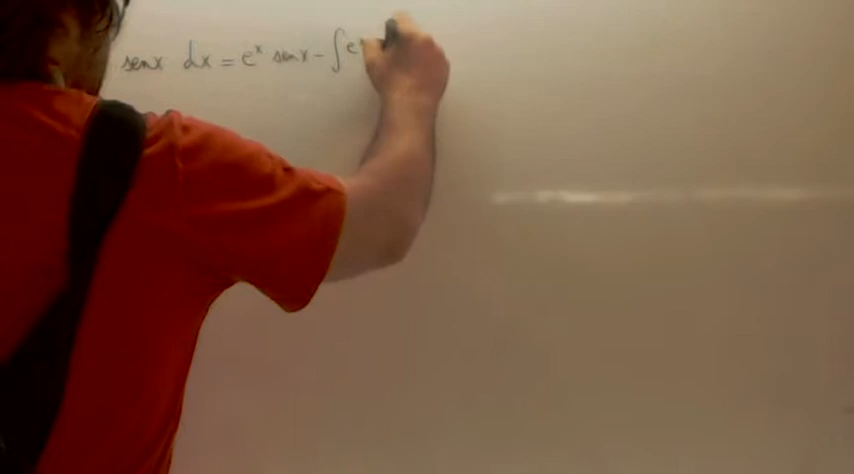 senx dx = e^x senx - ∫e